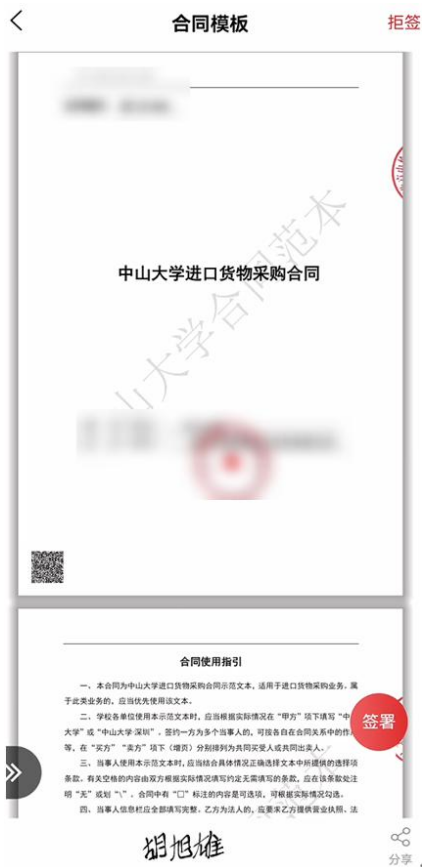 合同模板
拒签
中山大学进口货物采购合同
山大学合同范本
合同使用指引
一、本合同为中山大学进口货物采购合同示范文本，适用于进口货物采购业务。属
于此类业务的，应当优先使用该文本。
二、学校各单位使用本示范文本时，应当根据实际情况在“甲方”项下填写“中
大学”或“中山大学·深圳”。签约一方为多个当事人的，可按各自在合同关系中的作
等，在“买方”“卖方”项下（增页）分别排列为共同买受人或共同出卖人。
签署
三、当事人使用本示范文本时，应当结合具体情况正确选择文本中所提供的选择项
条款。有关空格的内容由双方根据实际情况填写约定无需填写的条款，应在该条款处注
明“无”或划“\”。合同中有“□”标注的内容是可选项，可根据实际情况勾选。
四、当事人信息栏应全部填写完整。乙方为法人的，应要求乙方提供营业执照、法
胡旭雄
分享